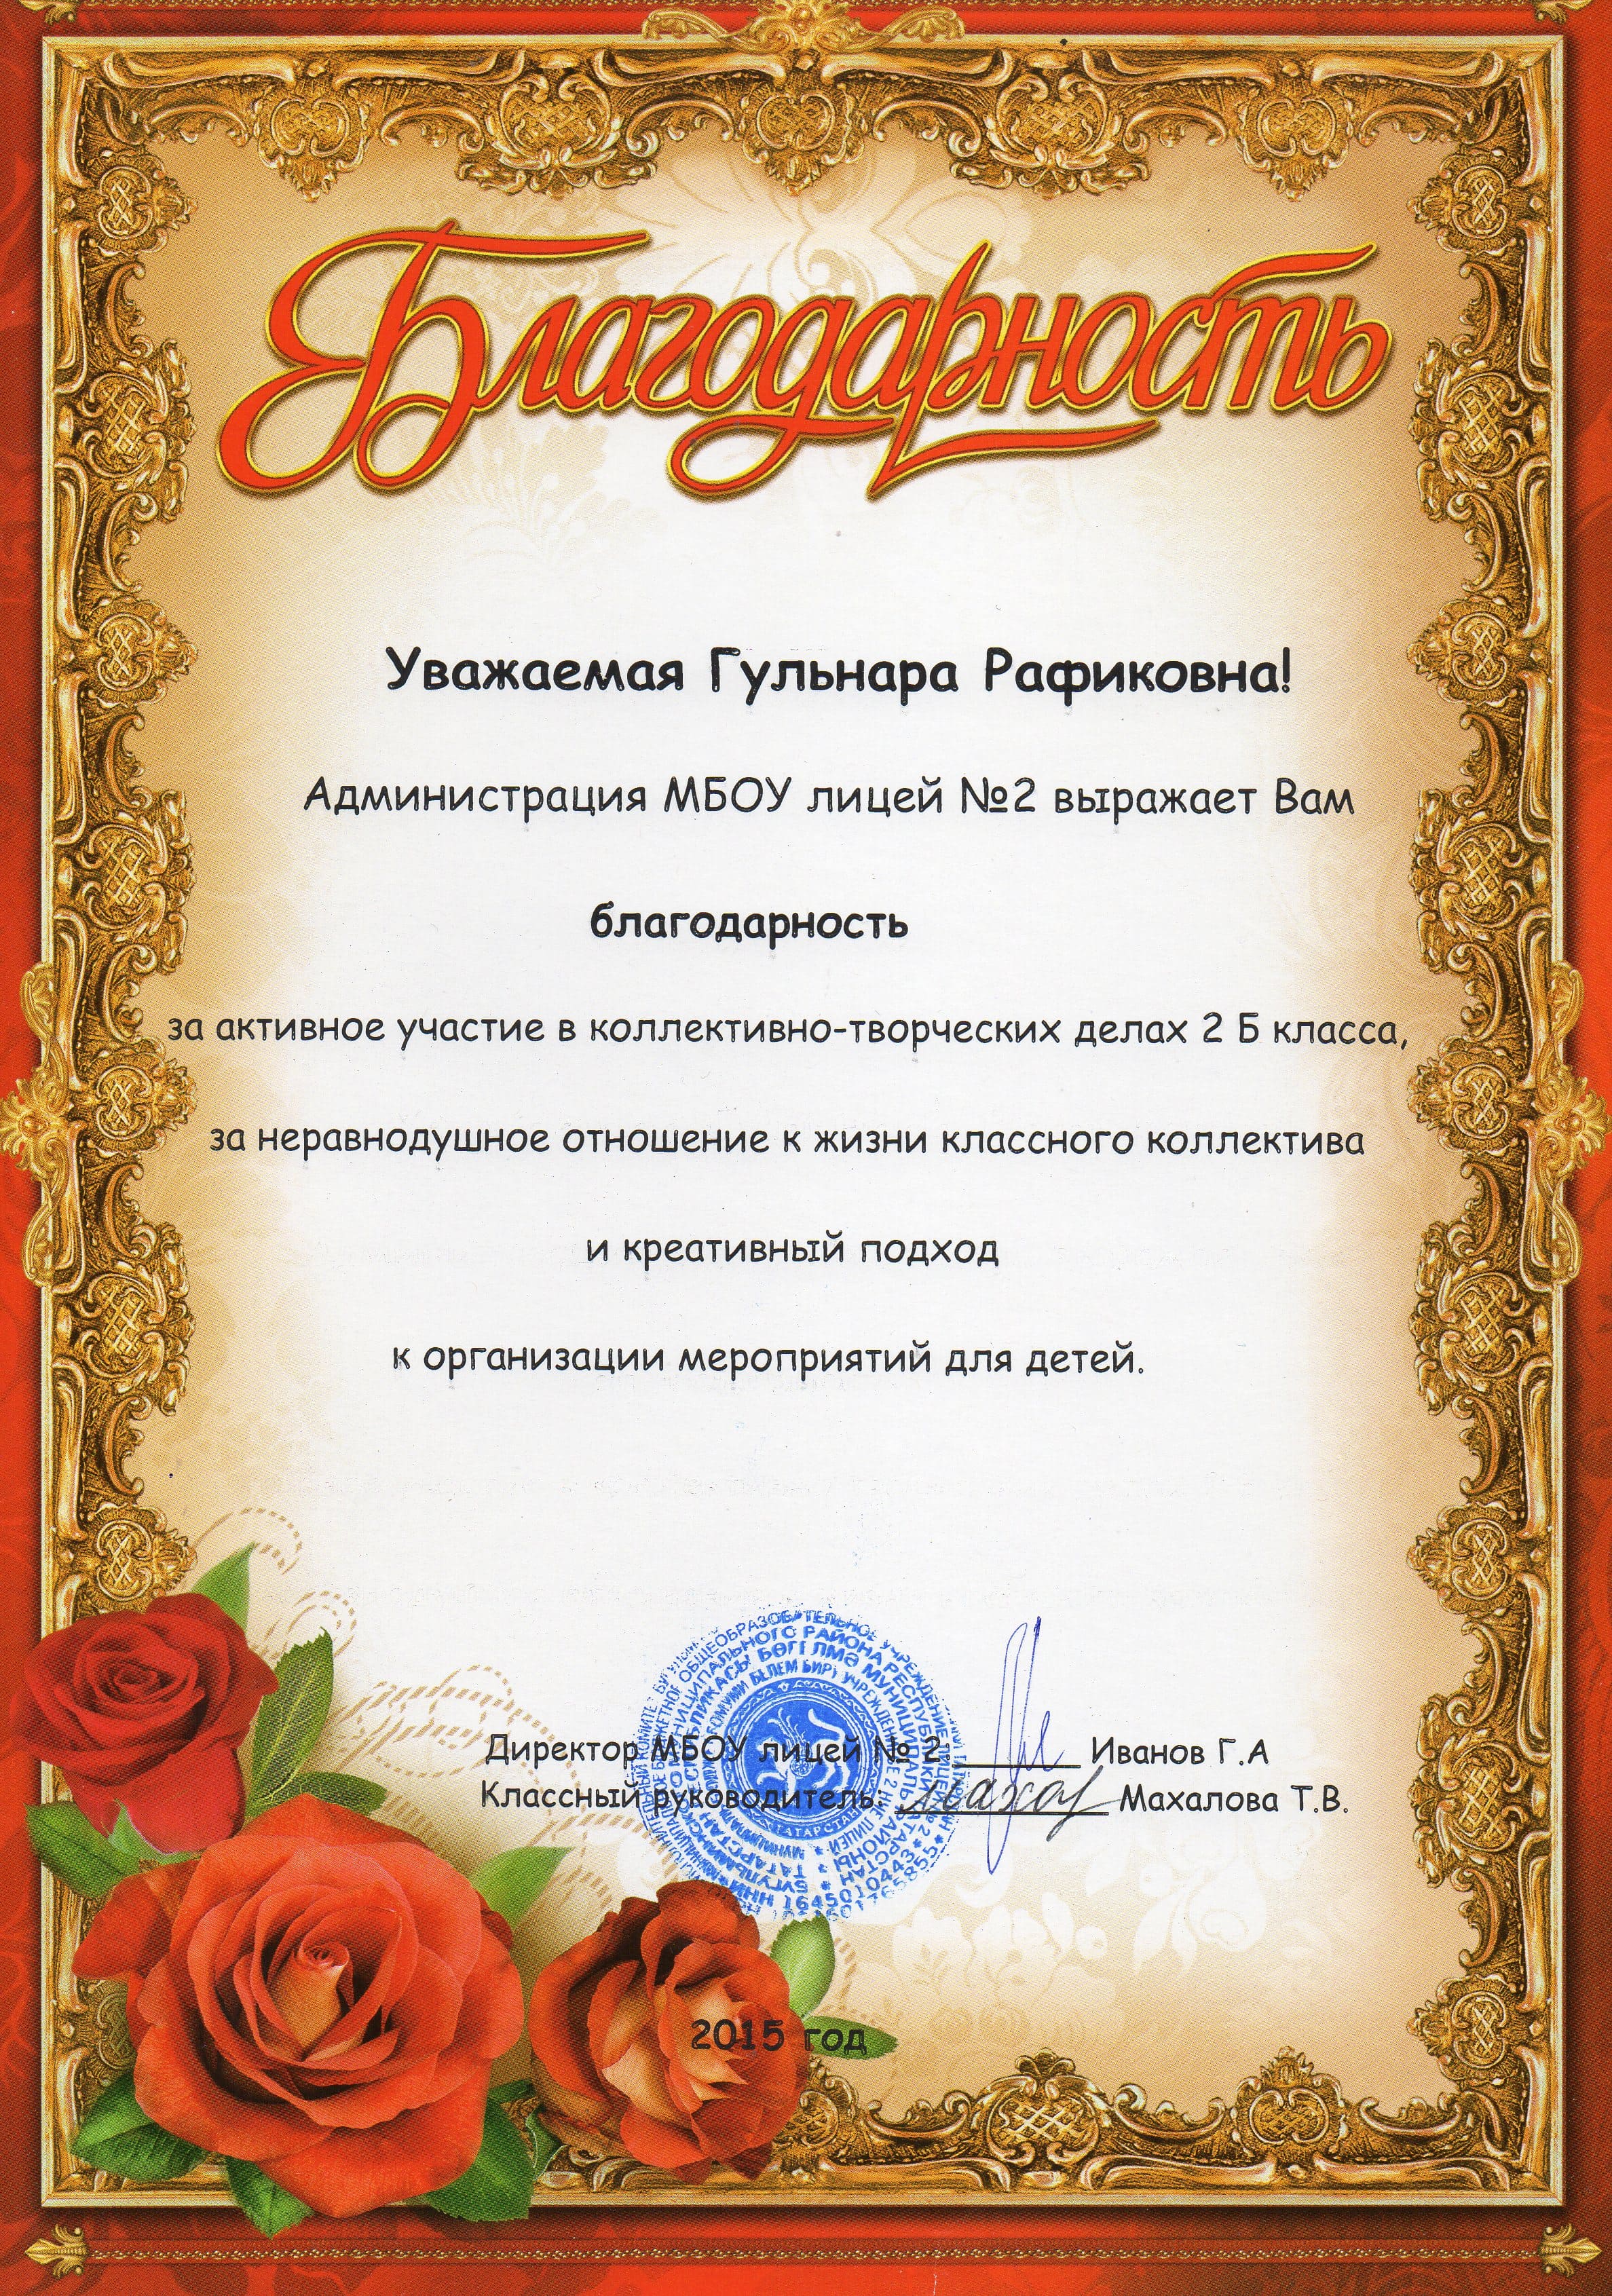 Благодарность
Уважаемая Гульнара Рафиковна!
Администрация МБОУ лицей №2 выражает Вам
благодарность
за активное участие в коллективно-творческих делах 2 Б класса,
за неравнодушное отношение к жизни классного коллектива
и креативный подход
к организации мероприятий для детей.
Директор МБОУ лицей № 2: Иванов Г.А
Классный руководитель: Махалова Т.В.
2015 год